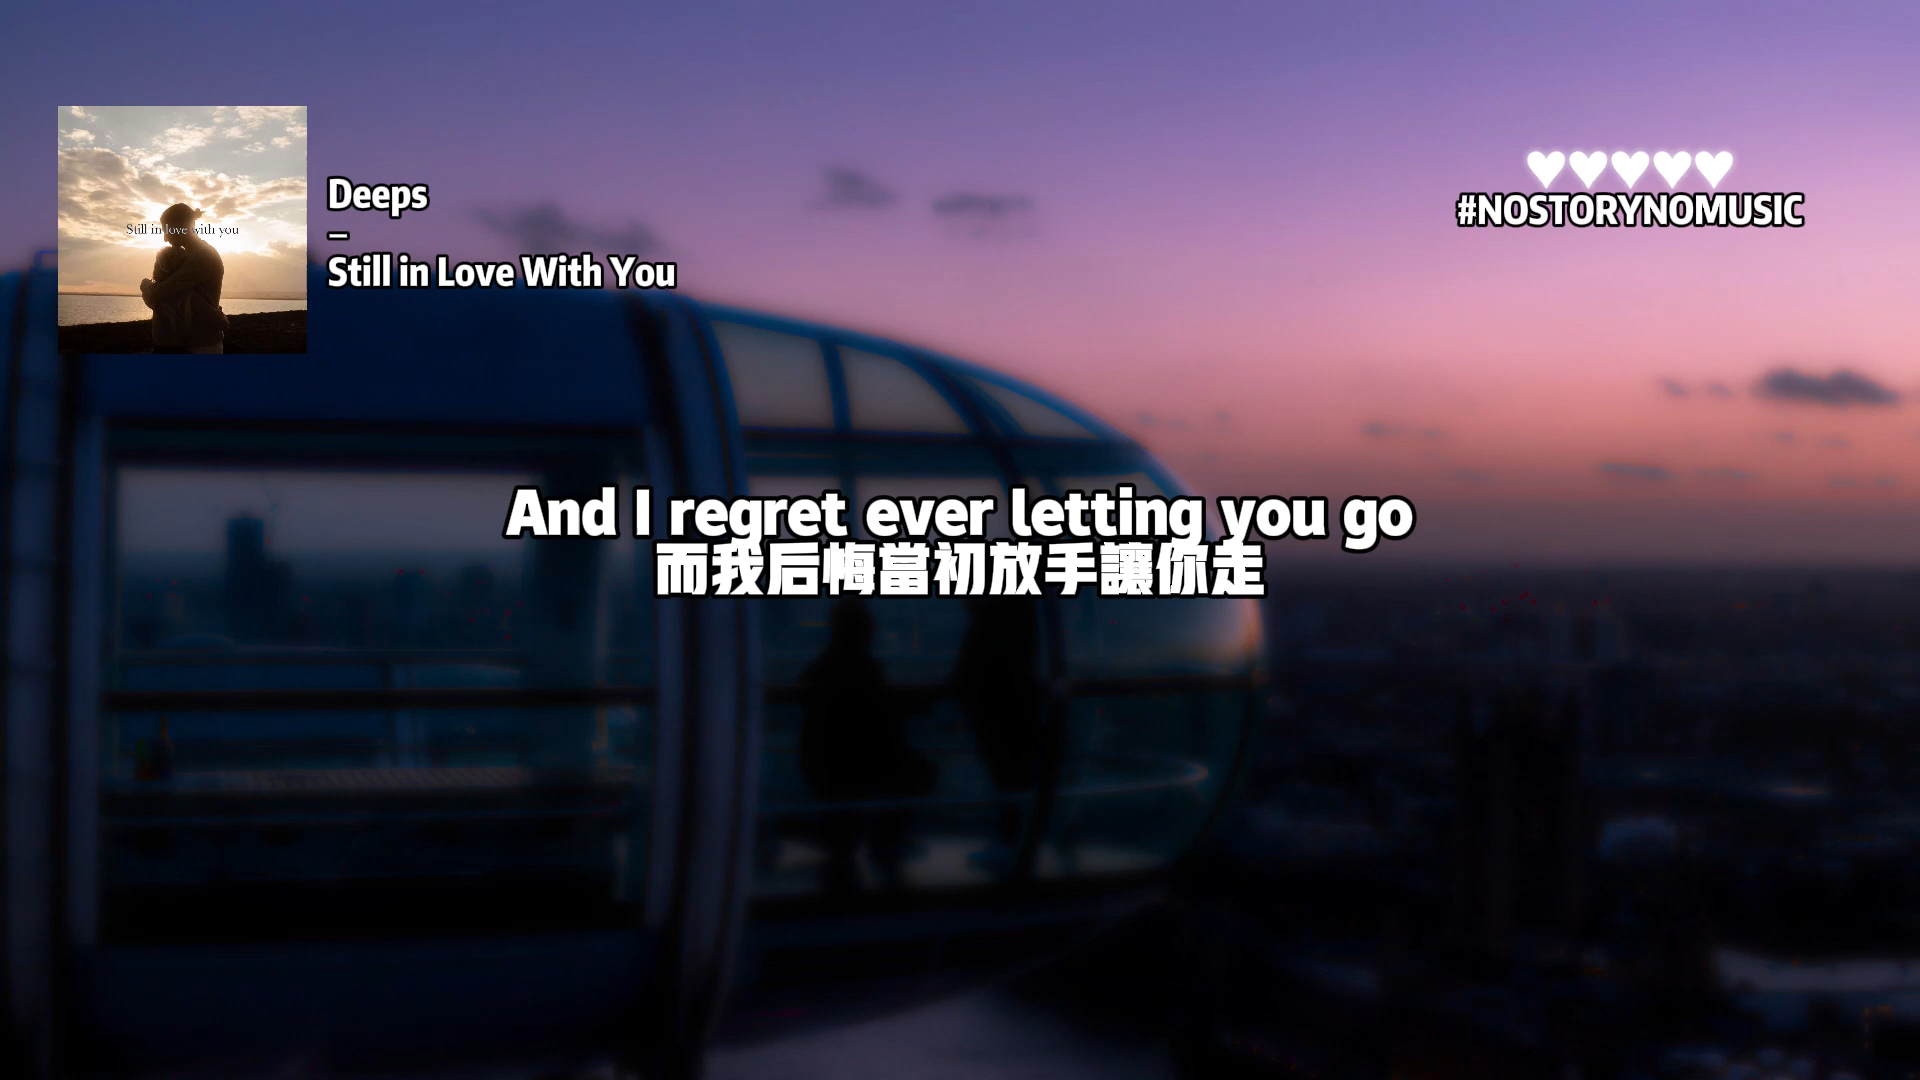 Still in love with you
Deeps
–
Still in Love With You
♥♥♥♥♥
#NOSTORYNOMUSIC
And I regret ever letting you go
而我后悔當初放手讓你走